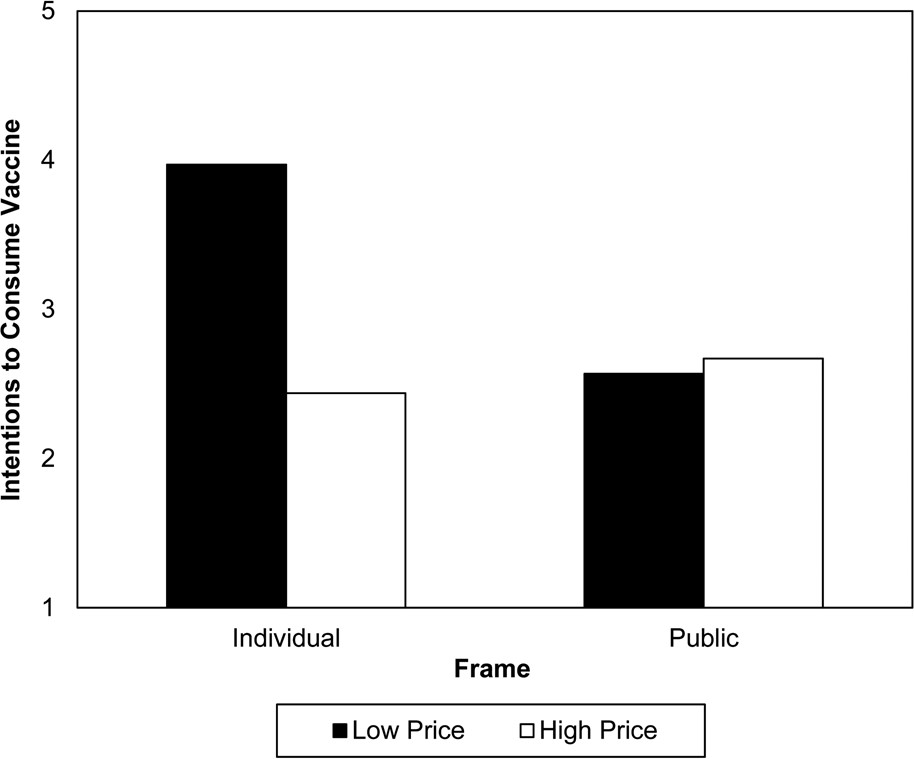 5
4
3
2
1
Intentions to Consume Vaccine
Individual
Public
Frame
Low Price
High Price